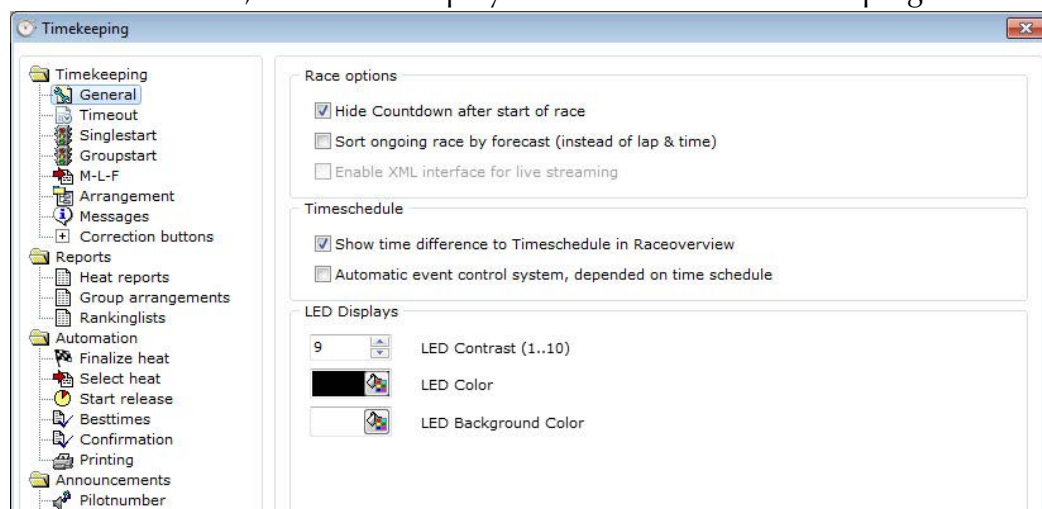 Timekeeping
Timekeeping
General
Timeout
Singlestart
Groupstart
M-L-F
Arrangement
Messages
Correction buttons
Reports
Heat reports
Group arrangements
Rankinglists
Automation
Finalize heat
Select heat
Start release
Besttimes
Confirmation
Printing
Announcements
Pilotnumber
Race options
Hide Countdown after start of race
Sort ongoing race by forecast (instead of lap & time)
Enable XML interface for live streaming
Timeschedule
Show time difference to Timeschedule in Raceoverview
Automatic event control system, depended on time schedule
LED Displays
9 LED Contrast (1..10)
LED Color
LED Background Color